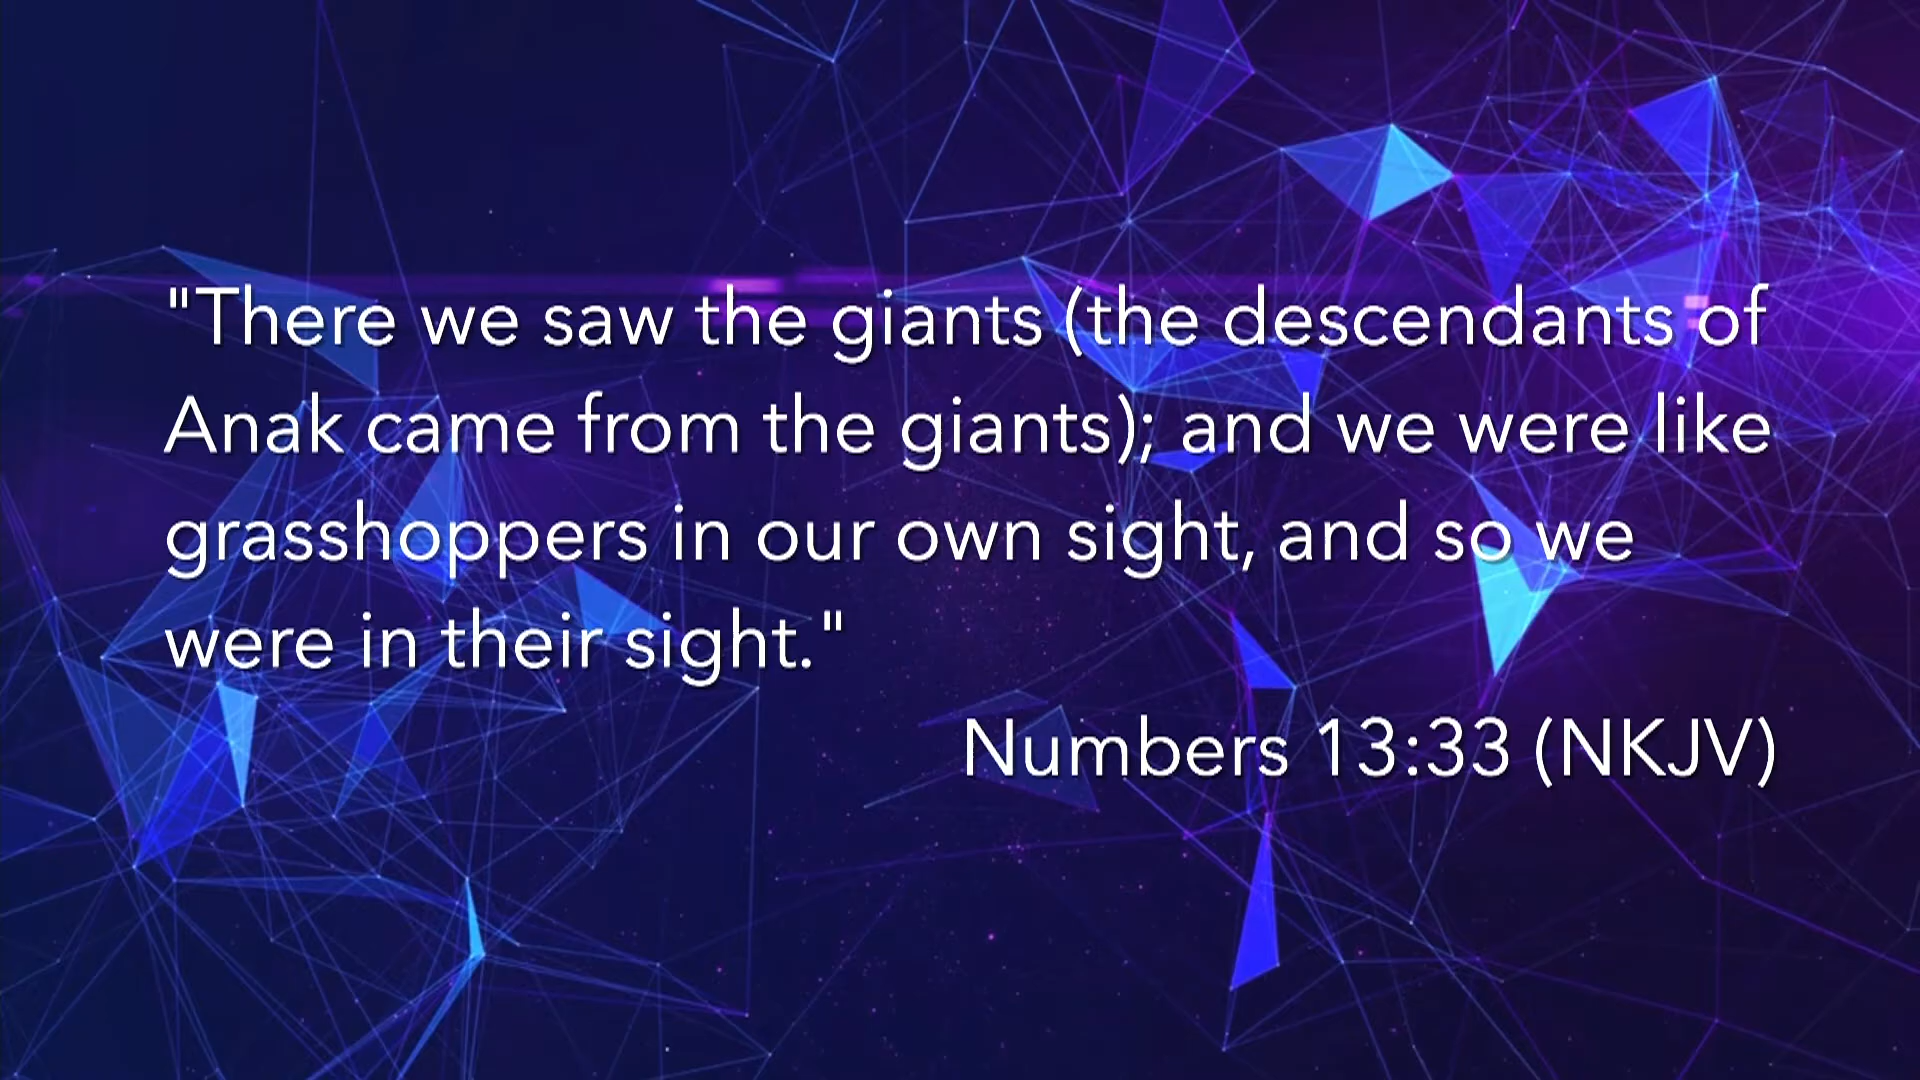 "There we saw the giants (the descendants of
Anak came from the giants); and we were like
grasshoppers in our own sight, and so we
were in their sight."
Numbers 13:33 (NKJV)